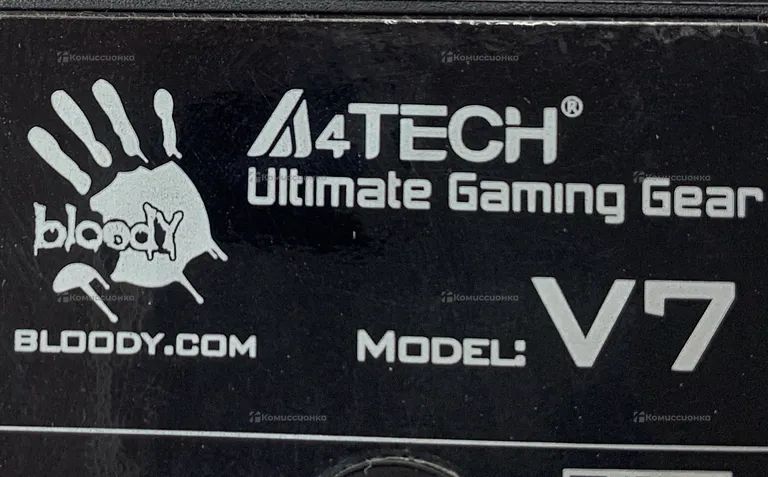 A4TECH®
Ultimate Gaming Gear
bloody
BLOODY.COM
MODEL: V7
Комиссионка
Комиссионка
Комиссионка
Комиссионка
Комиссионка
Комиссионка
Комиссионка
Комиссионка